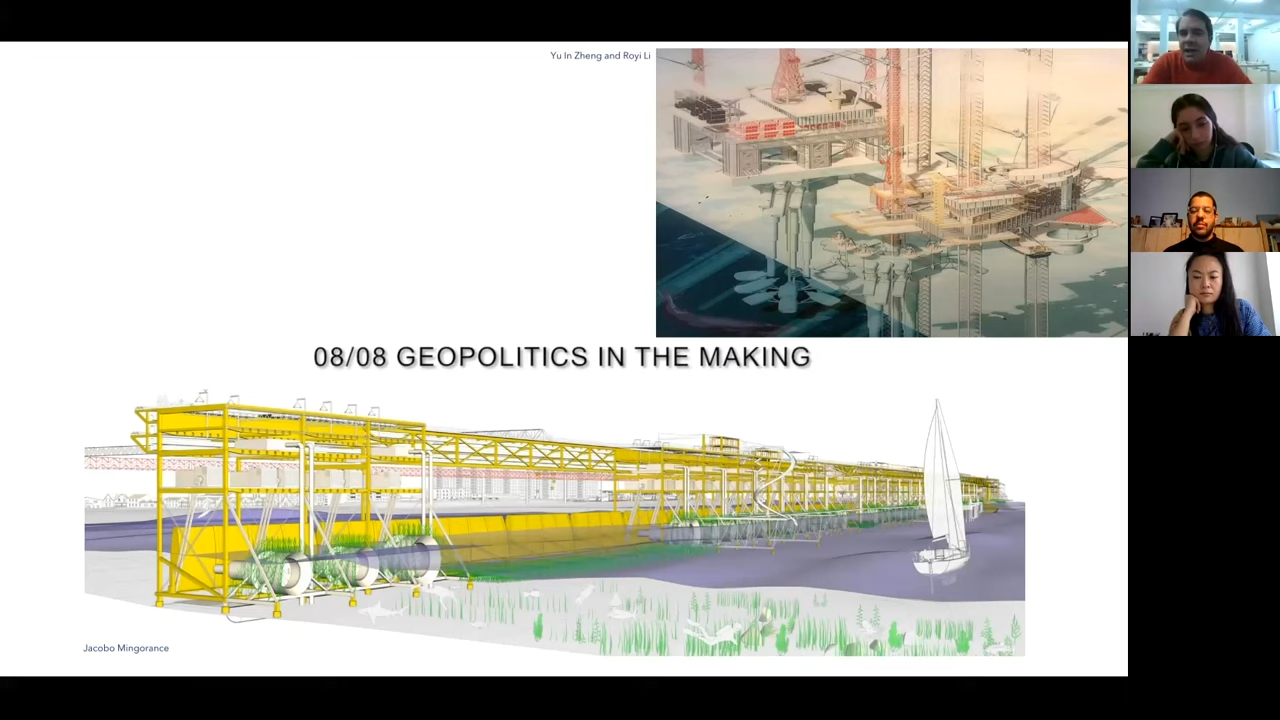 Yu In Zheng and Royi Li
08/08 GEOPOLITICS IN THE MAKING
Jacobo Mingorance